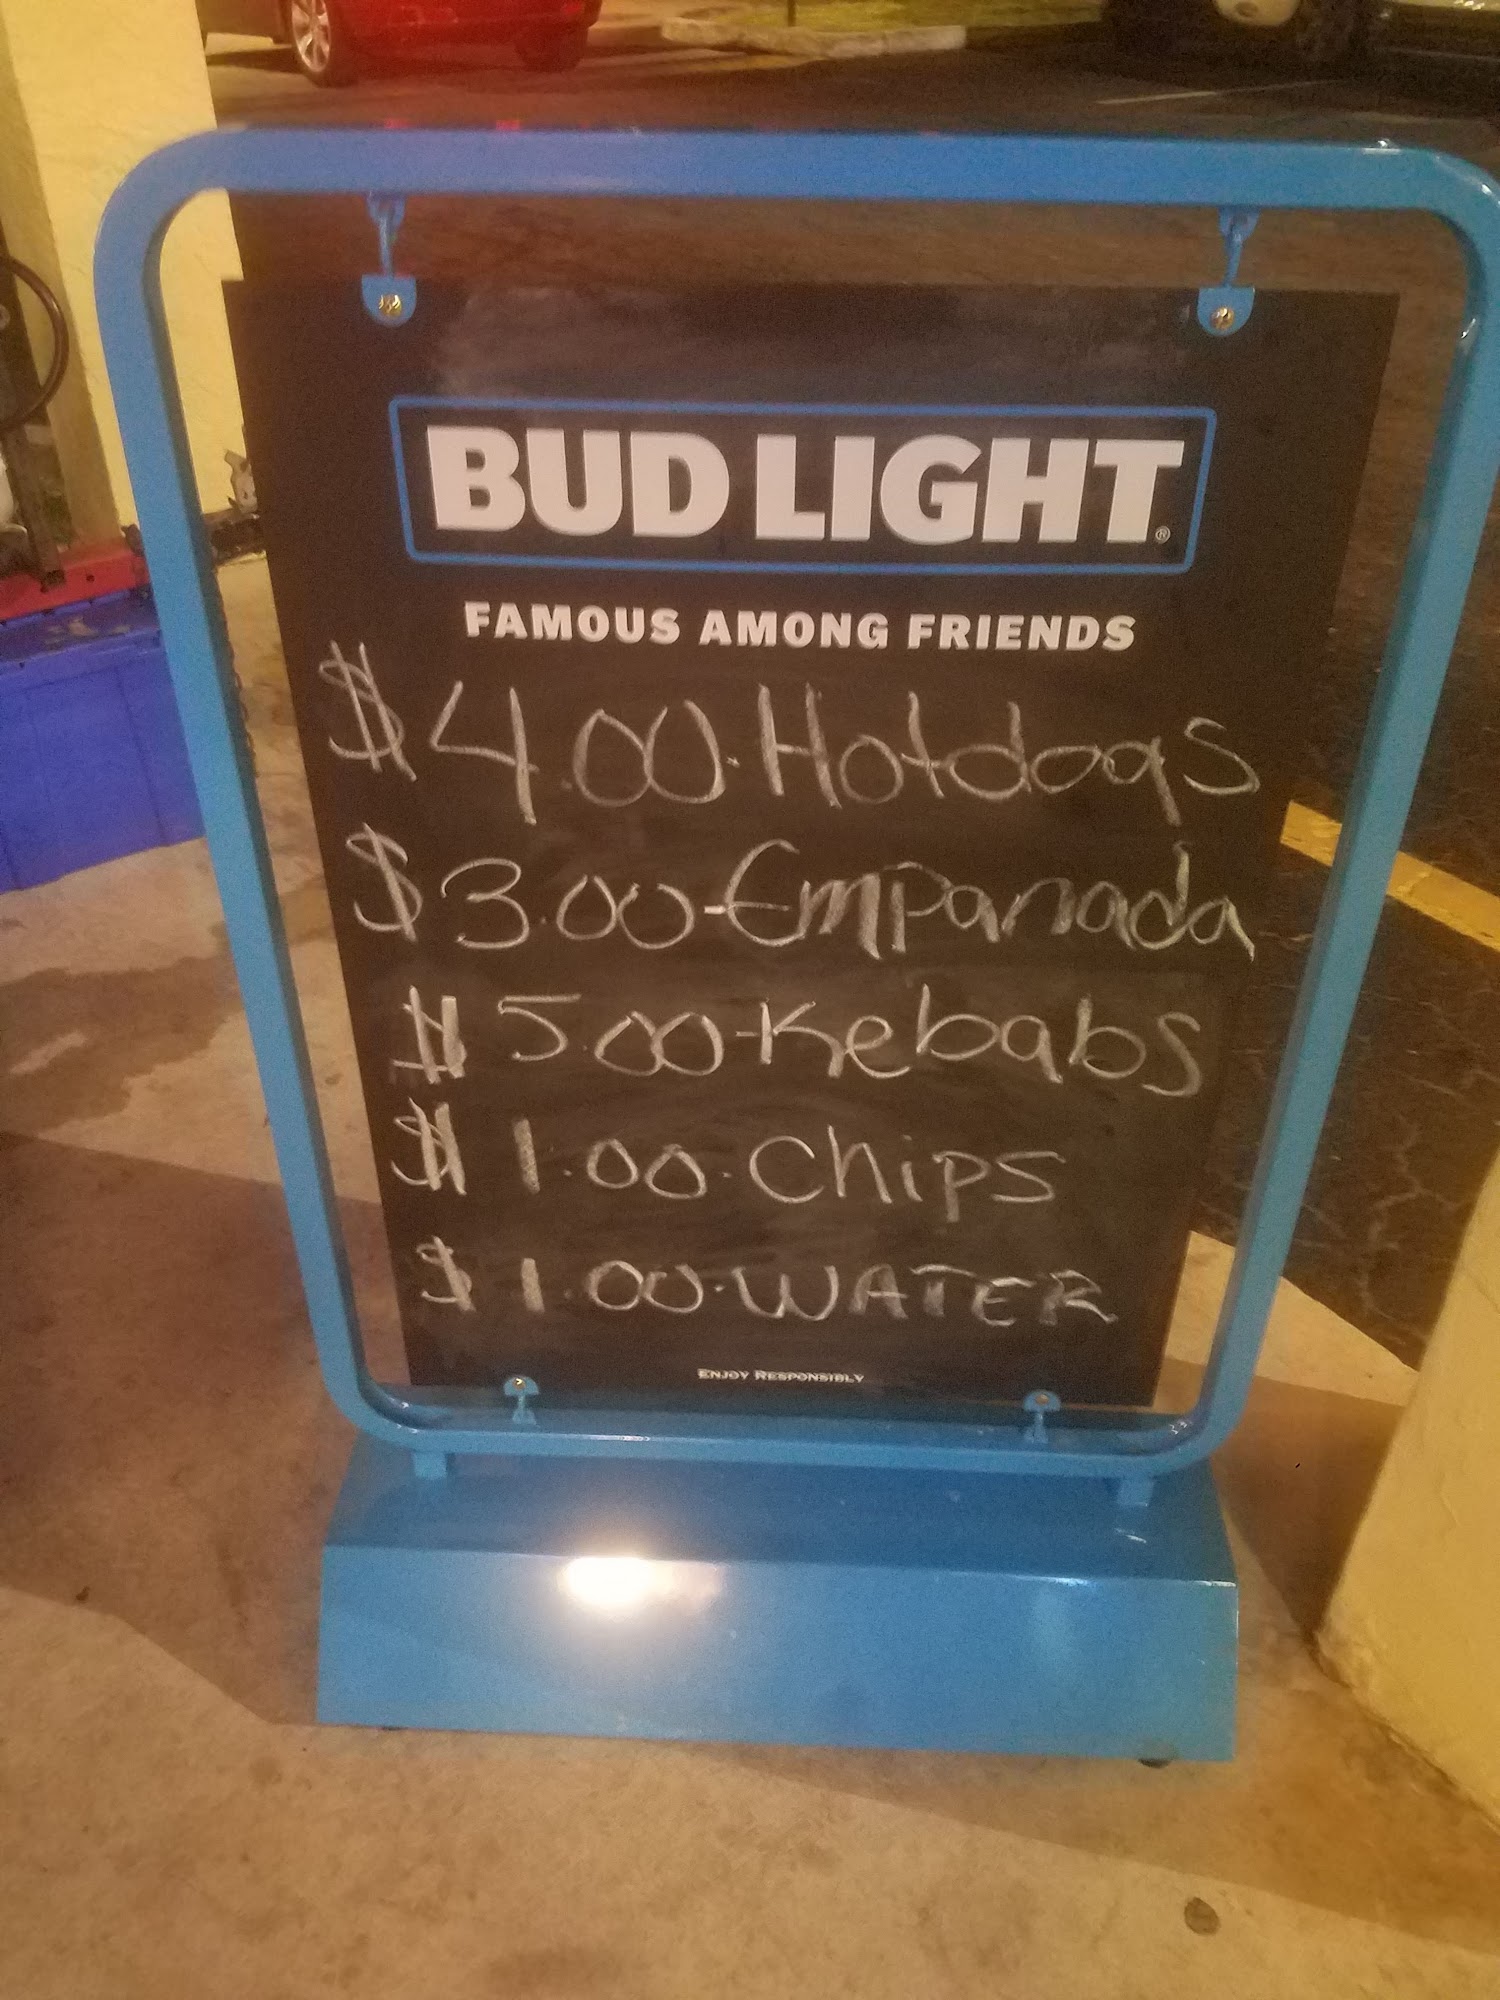 BUD LIGHT®
FAMOUS AMONG FRIENDS
$4.00-Hotdogs
$3.00-Empanada
$5.00-Kebabs
$1.00-Chips
$1.00-WATER
ENJOY RESPONSIBLY